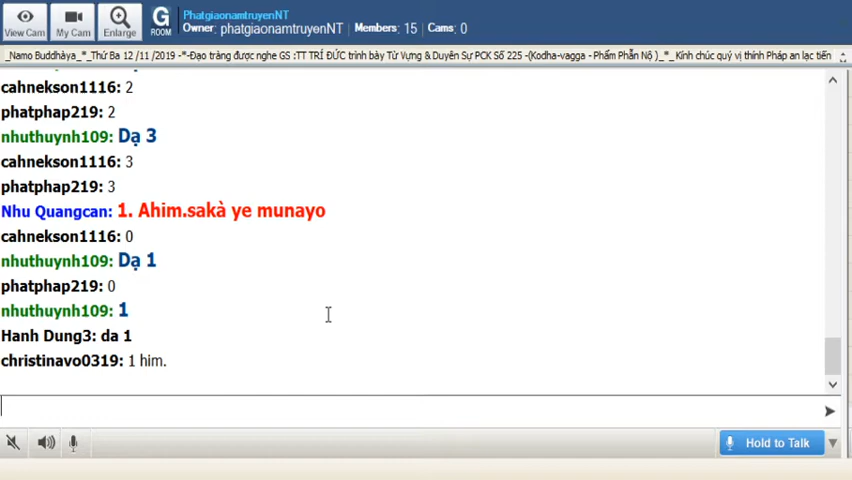 PhatgiaonamtruyenNT
Owner: phatgiaonamtruyenNT Members: 15 Cams: 0
View Cam My Cam Enlarge G ROOM
_Namo Buddhàya_*_Thứ Ba 12 /11 /2019 -*-Đạo tràng được nghe GS :TT TRÍ ĐỨC trình bày Từ Vựng & Duyên Sự PCK Số 225 -(Kodha-vagga - Phẩm Phẫn Nộ )_*_ Kính chúc quý vị thính Pháp an lạc tiến
cahnekson1116: 2
phatphap219: 2
nhuthuynh109: Dạ 3
cahnekson1116: 3
phatphap219: 3
Nhu Quangcan: 1. Ahim.sakà ye munayo
cahnekson1116: 0
nhuthuynh109: Dạ 1
phatphap219: 0
nhuthuynh109: 1
Hanh Dung3: da 1
christinavo0319: 1 him.
Hold to Talk